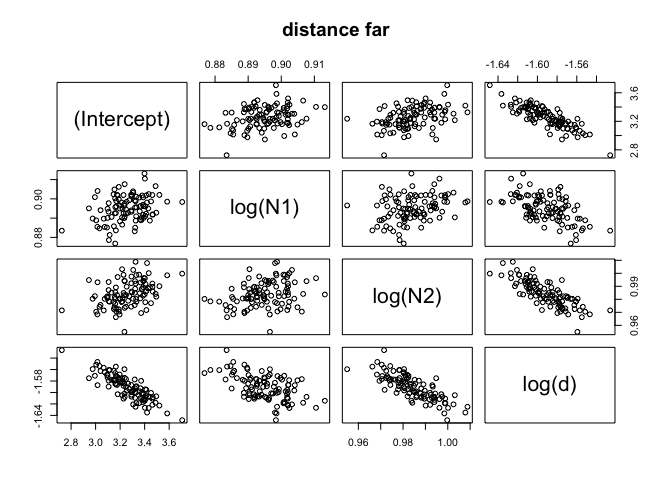 distance far
0.88 0.89 0.90 0.91
-1.64 -1.60 -1.56
(Intercept)
2.8 3.2 3.6
0.88 0.90
log(N1)
log(N2)
0.96 0.99
-1.64 -1.58
log(d)
2.8 3.0 3.2 3.4 3.6
0.96 0.98 1.00